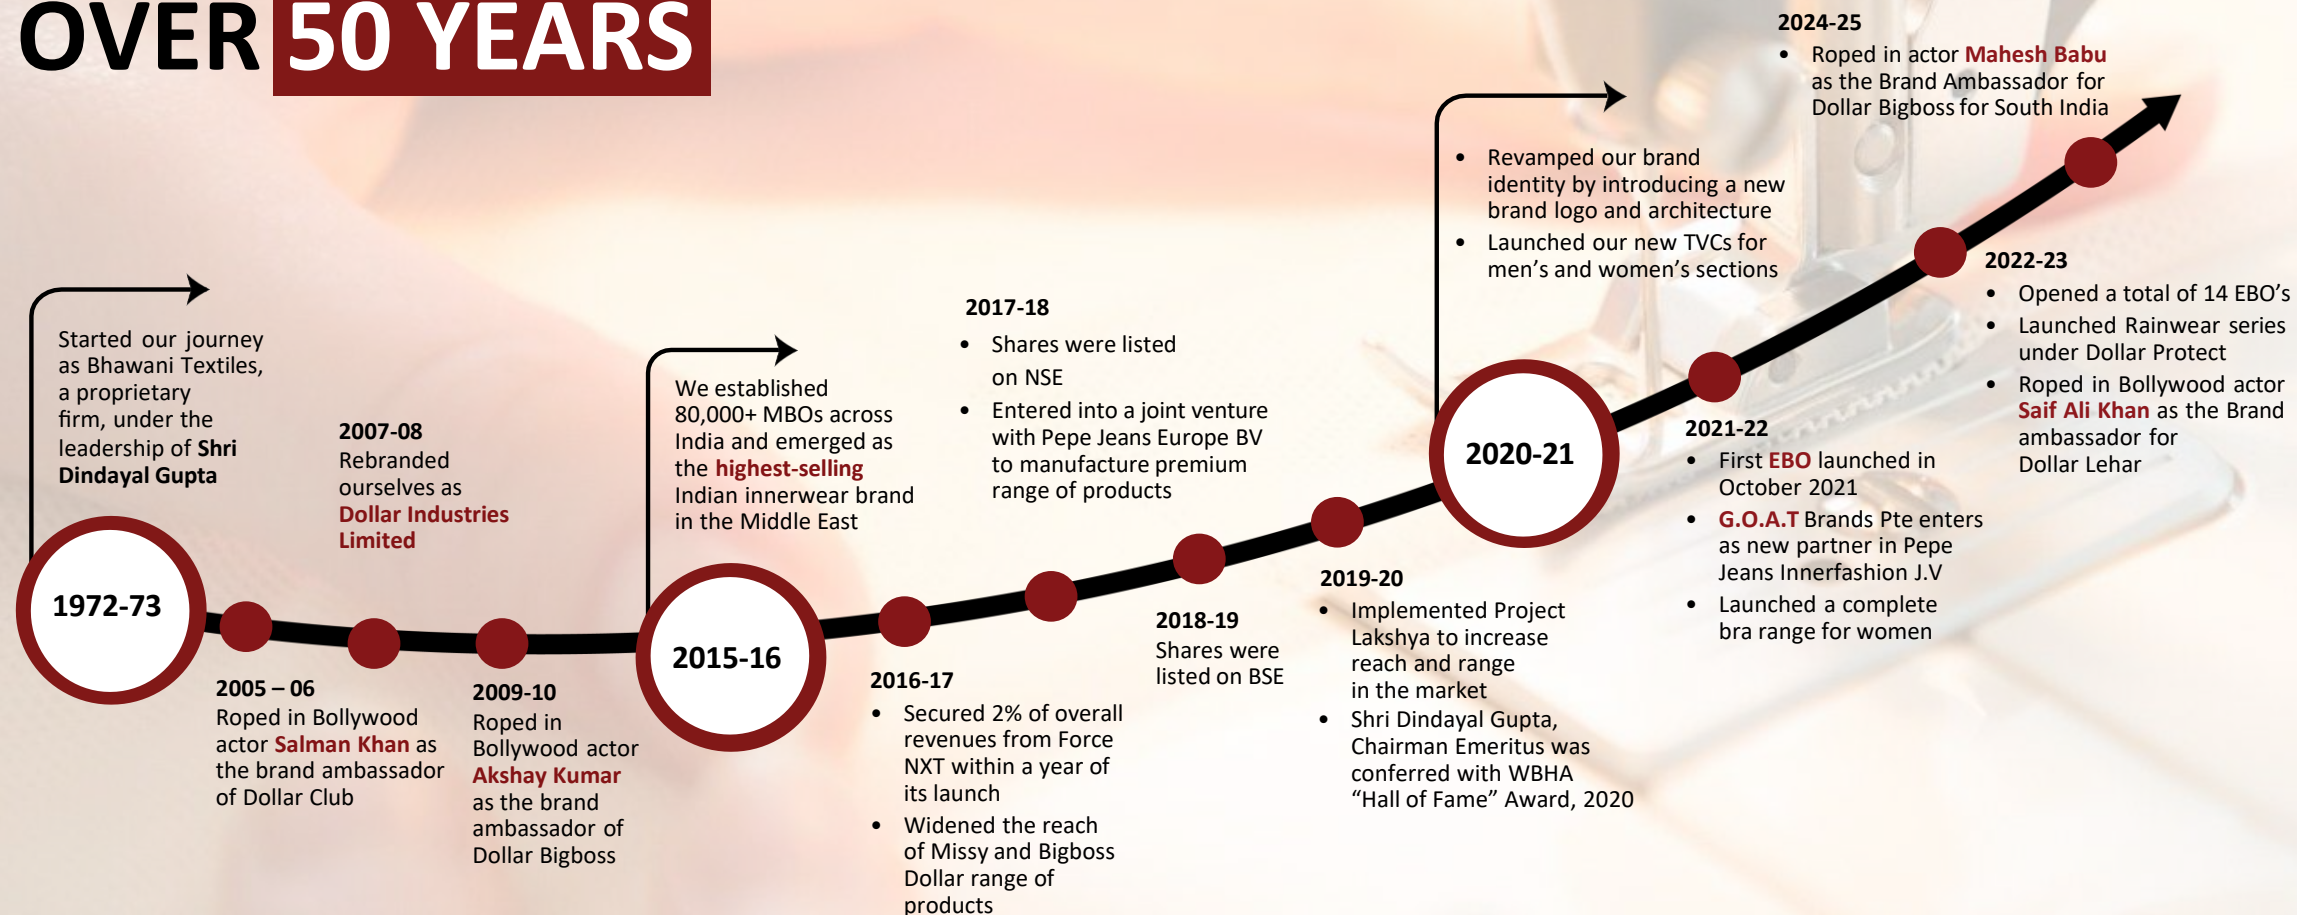 OVER 50 YEARS
1972-73
Started our journey
as Bhawani Textiles,
a proprietary
firm, under the
leadership of Shri
Dindayal Gupta
2005 – 06
Roped in Bollywood
actor Salman Khan as
the brand ambassador
of Dollar Club
2007-08
Rebranded
ourselves as
Dollar Industries
Limited
2009-10
Roped in
Bollywood actor
Akshay Kumar
as the brand
ambassador of
Dollar Bigboss
2015-16
We established
80,000+ MBOs across
India and emerged as
the highest-selling
Indian innerwear brand
in the Middle East
2016-17
• Secured 2% of overall
revenues from Force
NXT within a year of
its launch
• Widened the reach
of Missy and Bigboss
Dollar range of
products
2017-18
• Shares were listed
on NSE
• Entered into a joint venture
with Pepe Jeans Europe BV
to manufacture premium
range of products
2018-19
Shares were
listed on BSE
2019-20
• Implemented Project
Lakshya to increase
reach and range
in the market
• Shri Dindayal Gupta,
Chairman Emeritus was
conferred with WBHA
“Hall of Fame” Award, 2020
2020-21
• Revamped our brand
identity by introducing a new
brand logo and architecture
• Launched our new TVCs for
men’s and women’s sections
2021-22
• First EBO launched in
October 2021
• G.O.A.T Brands Pte enters
as new partner in Pepe
Jeans Innerfashion J.V
• Launched a complete
bra range for women
2022-23
• Opened a total of 14 EBO’s
• Launched Rainwear series
under Dollar Protect
• Roped in Bollywood actor
Saif Ali Khan as the Brand
ambassador for
Dollar Lehar
2024-25
• Roped in actor Mahesh Babu
as the Brand Ambassador for
Dollar Bigboss for South India